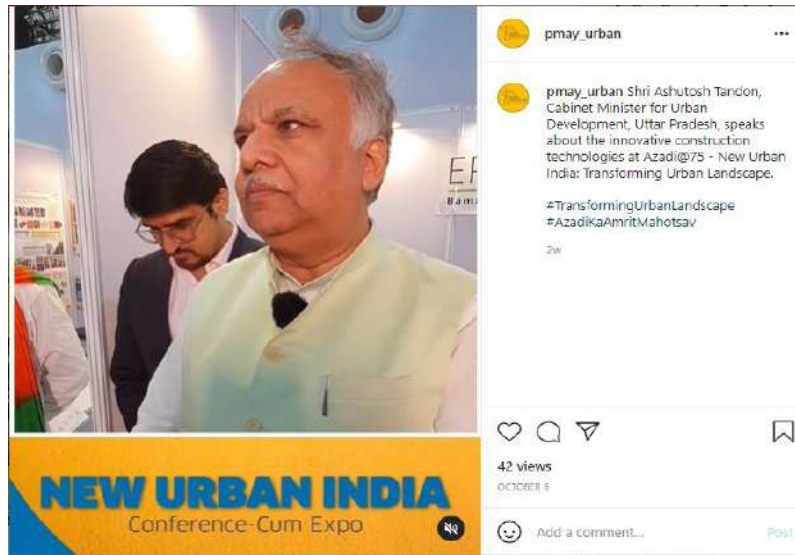 pmay_urban
pmay_urban Shri Ashutosh Tandon,
Cabinet Minister for Urban
Development, Uttar Pradesh, speaks
about the innovative construction
technologies at Azadi@75 - New Urban
India: Transforming Urban Landscape.
#TransformingUrbanLandscape
#AzadiKaAmritMahotsav
2w
NEW URBAN INDIA
Conference-Cum Expo
42 views
OCTOBER 6
Add a comment...
Post